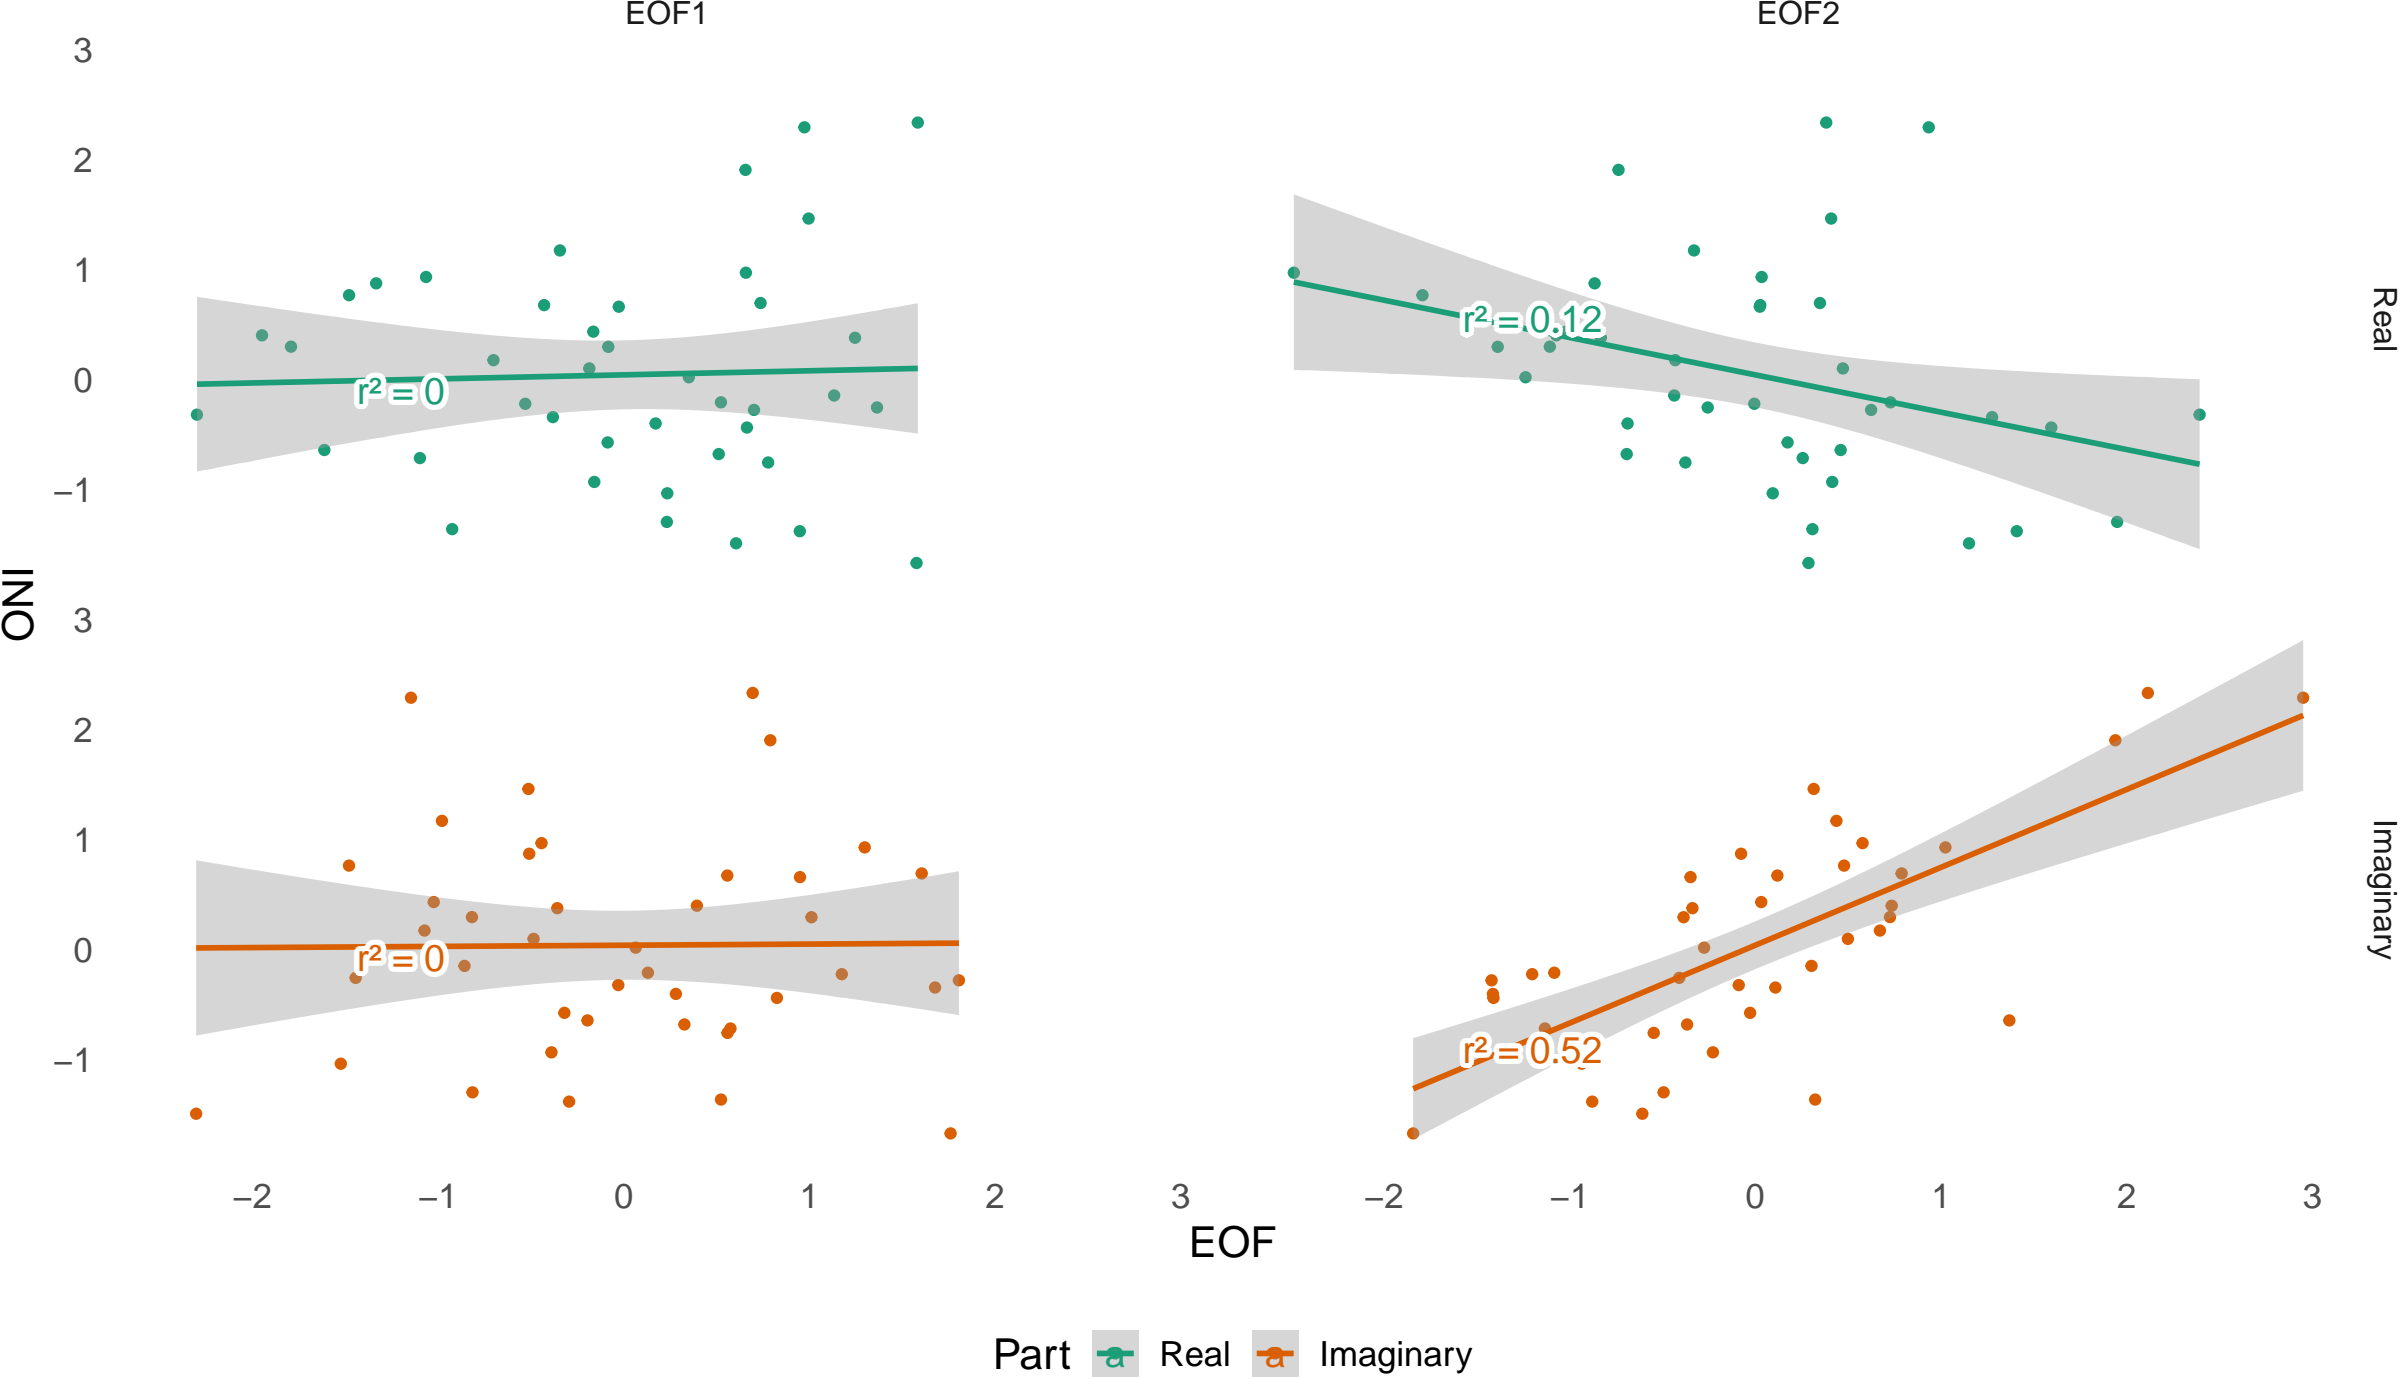 EOF1
EOF2
3
2
1
0
−1
r² = 0
r² = 0.12
Real
ONI
3
2
1
0
−1
r² = 0
r² = 0.52
Imaginary
−2 −1 0 1 2 3
−2 −1 0 1 2 3
EOF
Part a Real a Imaginary